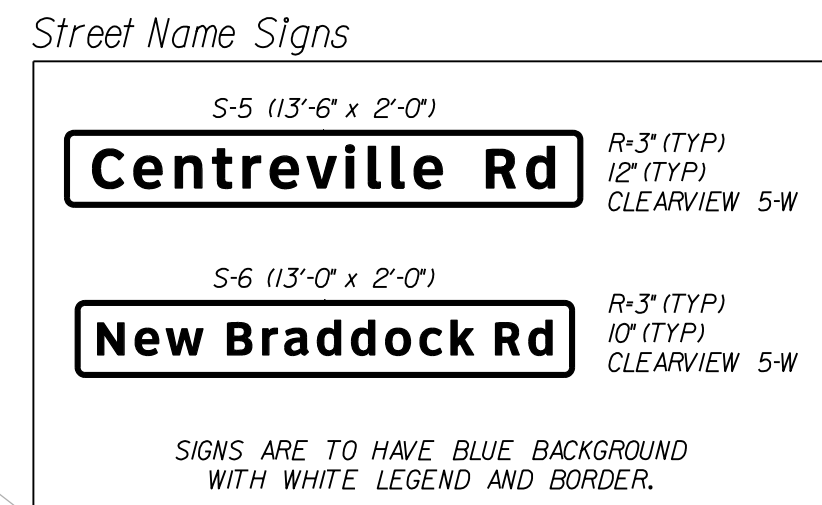 Street Name Signs
S-5 (13'-6" x 2'-0")
Centreville Rd
R=3" (TYP)
12" (TYP)
CLEARVIEW 5-W
S-6 (13'-0" x 2'-0")
New Braddock Rd
R=3" (TYP)
10" (TYP)
CLEARVIEW 5-W
SIGNS ARE TO HAVE BLUE BACKGROUND
WITH WHITE LEGEND AND BORDER.